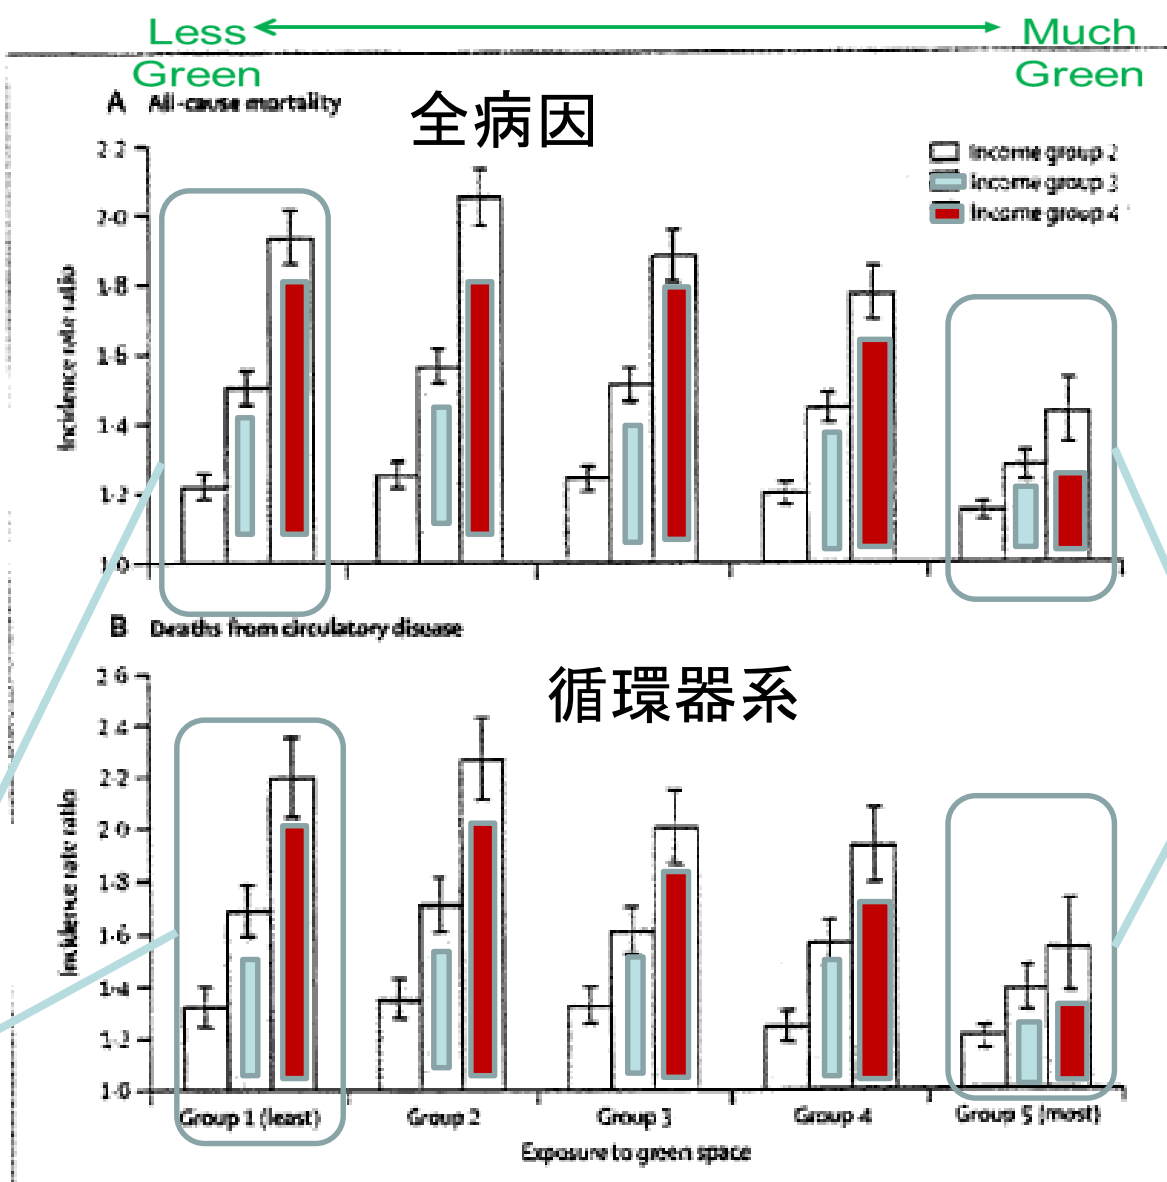 Less
Green
Much
Green
A All-cause mortality
全病因
Income group 2
Income group 3
Income group 4
Incidence rate ratio
2·2
2·0
1·8
1·6
1·4
1·2
1·0
B Deaths from circulatory disease
循環器系
Incidence rate ratio
2·6
2·4
2·2
2·0
1·8
1·6
1·4
1·2
1·0
Group 1 (least)
Group 2
Group 3
Group 4
Group 5 (most)
Exposure to green space